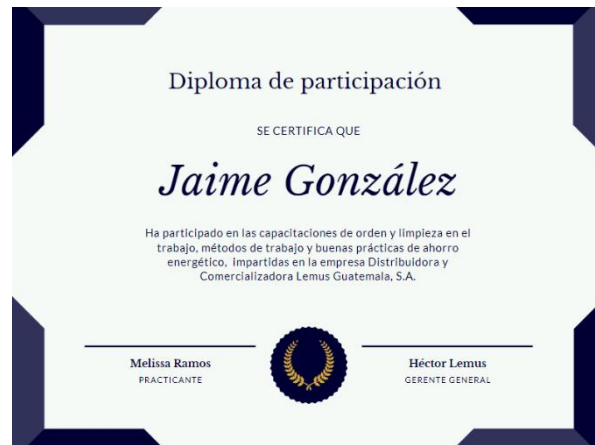 Diploma de participación
SE CERTIFICA QUE
Jaime González
Ha participado en las capacitaciones de orden y limpieza en el
trabajo, métodos de trabajo y buenas prácticas de ahorro
energético, impartidas en la empresa Distribuidora y
Comercializadora Lemus Guatemala, S.A.
Melissa Ramos
PRACTICANTE
Héctor Lemus
GERENTE GENERAL